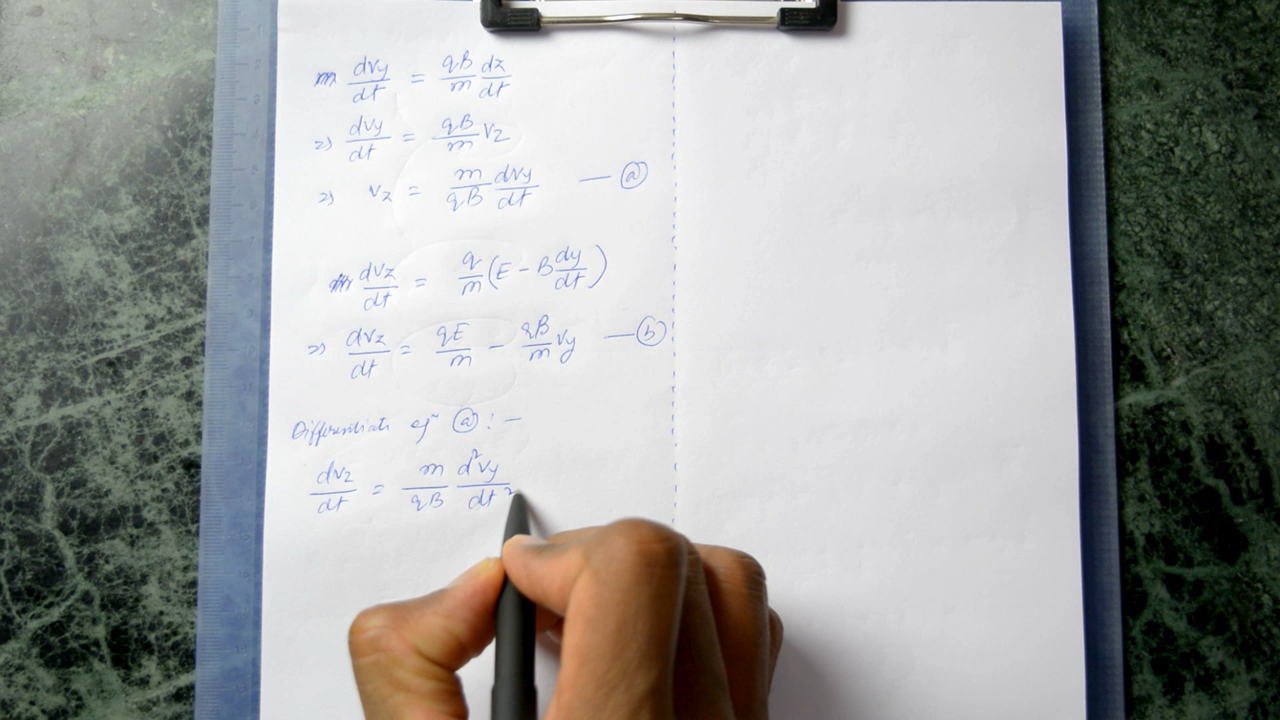 m dvy/dt = qB/m dz/dt
⇒ dvy/dt = qB/m vz
⇒ vz = m/qB dvy/dt — ⓐ
m dvz/dt = q/m (E - B dy/dt)
⇒ dvz/dt = qE/m - qB/m vy — ⓑ
Differentiate eqⁿ ⓐ : -
dvz/dt = m/qB d²vy/dt²